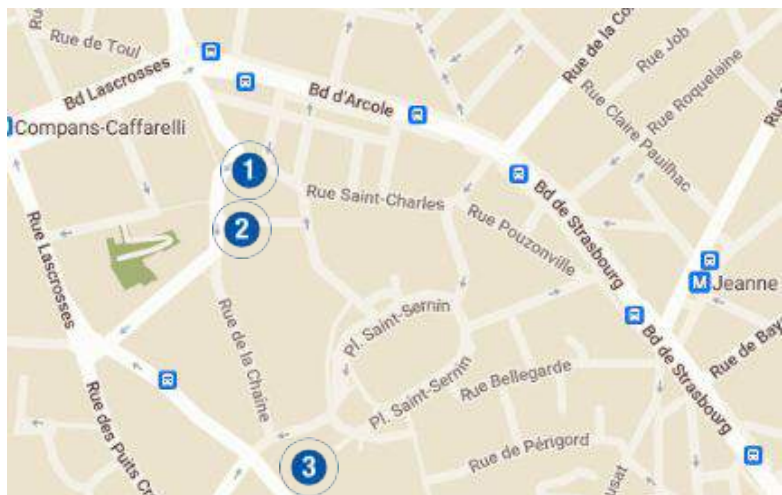 Rue de Toul
Bd Lascrosses
Bd d'Arcole
Rue de la Co
Rue Job
Rue Roquelaine
Rue Claire Pauilhac
Compans-Caffarelli
1
Rue Saint-Charles
2
Rue Pouzonville
Bd de Strasbourg
Rue Lascrosses
M Jeanne
Pl. Saint-Sernin
Rue de la Chaîne
Bd de Strasbourg
Rue de Bay
Pl. Saint-Sernin
Rue Bellegarde
Rue des Puits Cr
Rue de Périgord
3
usat